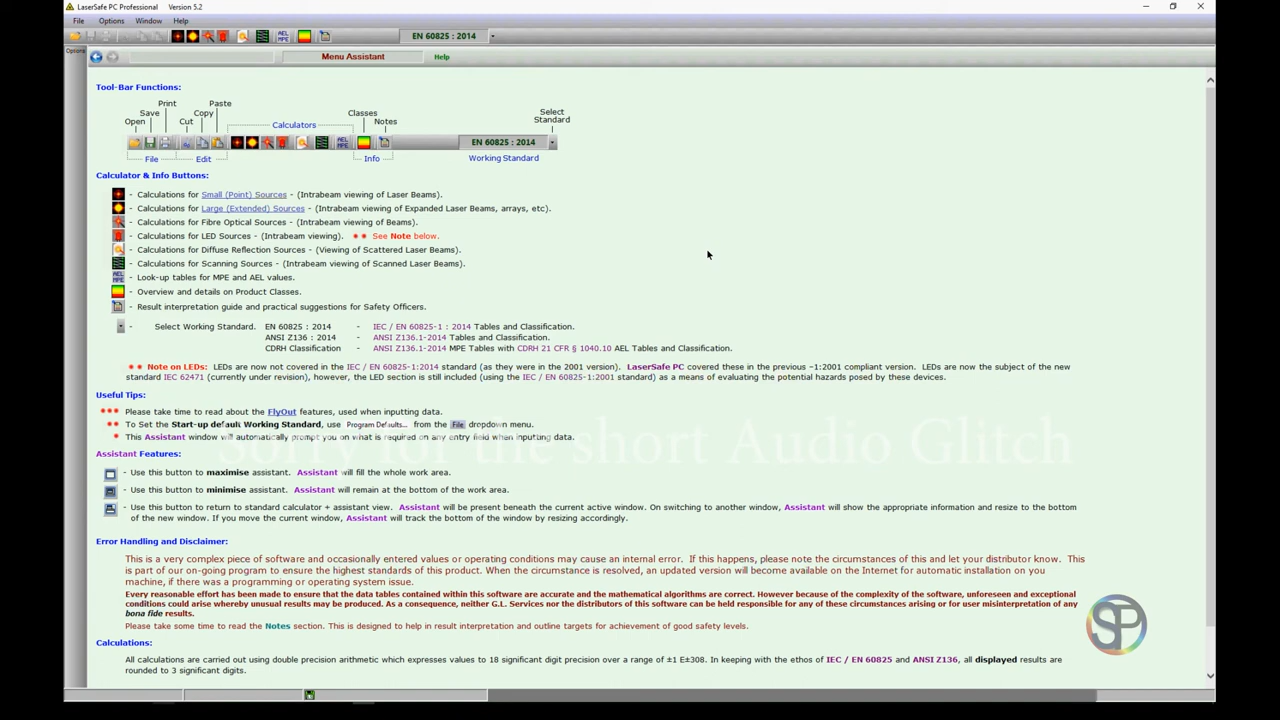 LaserSafe PC Professional Version 5.2
File Options Window Help
EN 60825 : 2014
Options
Menu Assistant Help
Tool-Bar Functions:
Print Paste
Save Copy Classes Select
Open Cut Calculators Notes Standard
EN 60825 : 2014
File Edit Info Working Standard
Calculator & Info Buttons:
- Calculations for Small (Point) Sources - (Intrabeam viewing of Laser Beams).
- Calculations for Large (Extended) Sources - (Intrabeam viewing of Expanded Laser Beams, arrays, etc).
- Calculations for Fibre Optical Sources - (Intrabeam viewing of Beams).
- Calculations for LED Sources - (Intrabeam viewing). ** See Note below.
- Calculations for Diffuse Reflection Sources - (Viewing of Scattered Laser Beams).
- Calculations for Scanning Sources - (Intrabeam viewing of Scanned Laser Beams).
AEL MPE - Look-up tables for MPE and AEL values.
- Overview and details on Product Classes.
- Result interpretation guide and practical suggestions for Safety Officers.
- Select Working Standard. EN 60825 : 2014 - IEC / EN 60825-1 : 2014 Tables and Classification.
ANSI Z136 : 2014 - ANSI Z136.1-2014 Tables and Classification.
CDRH Classification - ANSI Z136.1-2014 MPE Tables with CDRH 21 CFR § 1040.10 AEL Tables and Classification.
** Note on LEDs: LEDs are now not covered in the IEC / EN 60825-1:2014 standard (as they were in the 2001 version). LaserSafe PC covered these in the previous –1:2001 compliant version. LEDs are now the subject of the new
standard IEC 62471 (currently under revision), however, the LED section is still included (using the IEC / EN 60825-1:2001 standard) as a means of evaluating the potential hazards posed by these devices.
Useful Tips:
*** Please take time to read about the FlyOut features, used when inputting data.
** To Set the Start-up default Working Standard, use Program Defaults... from the File dropdown menu.
* This Assistant window will automatically prompt you on what is required on any entry field when inputting data.
Sorry for the short Audio Glitch
Assistant Features:
- Use this button to maximise assistant. Assistant will fill the whole work area.
- Use this button to minimise assistant. Assistant will remain at the bottom of the work area.
- Use this button to return to standard calculator + assistant view. Assistant will be present beneath the current active window. On switching to another window, Assistant will show the appropriate information and resize to the bottom
of the new window. If you move the current window, Assistant will track the bottom of the window by resizing accordingly.
Error Handling and Disclaimer:
This is a very complex piece of software and occasionally entered values or operating conditions may cause an internal error. If this happens, please note the circumstances of this and let your distributor know. This
is part of our on-going program to ensure the highest standards of this product. When the circumstance is resolved, an updated version will become available on the Internet for automatic installation on you
machine, if there was a programming or operating system issue.
Every reasonable effort has been made to ensure that the data tables contained within this software are accurate and the mathematical algorithms are correct. However because of the complexity of the software, unforeseen and exceptional
conditions could arise whereby unusual results may be produced. As a consequence, neither G.L. Services nor the distributors of this software can be held responsible for any of these circumstances arising or for user misinterpretation of any
bona fide results.
Please take some time to read the Notes section. This is designed to help in result interpretation and outline targets for achievement of good safety levels.
SP
Calculations:
All calculations are carried out using double precision arithmetic which expresses values to 18 significant digit precision over a range of ±1 E±308. In keeping with the ethos of IEC / EN 60825 and ANSI Z136, all displayed results are
rounded to 3 significant digits.